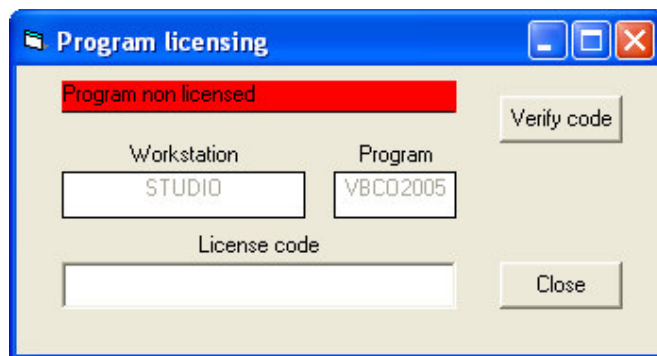 Program licensing
Program non licensed
Verify code
Workstation Program
STUDIO VBCO2005
License code
Close